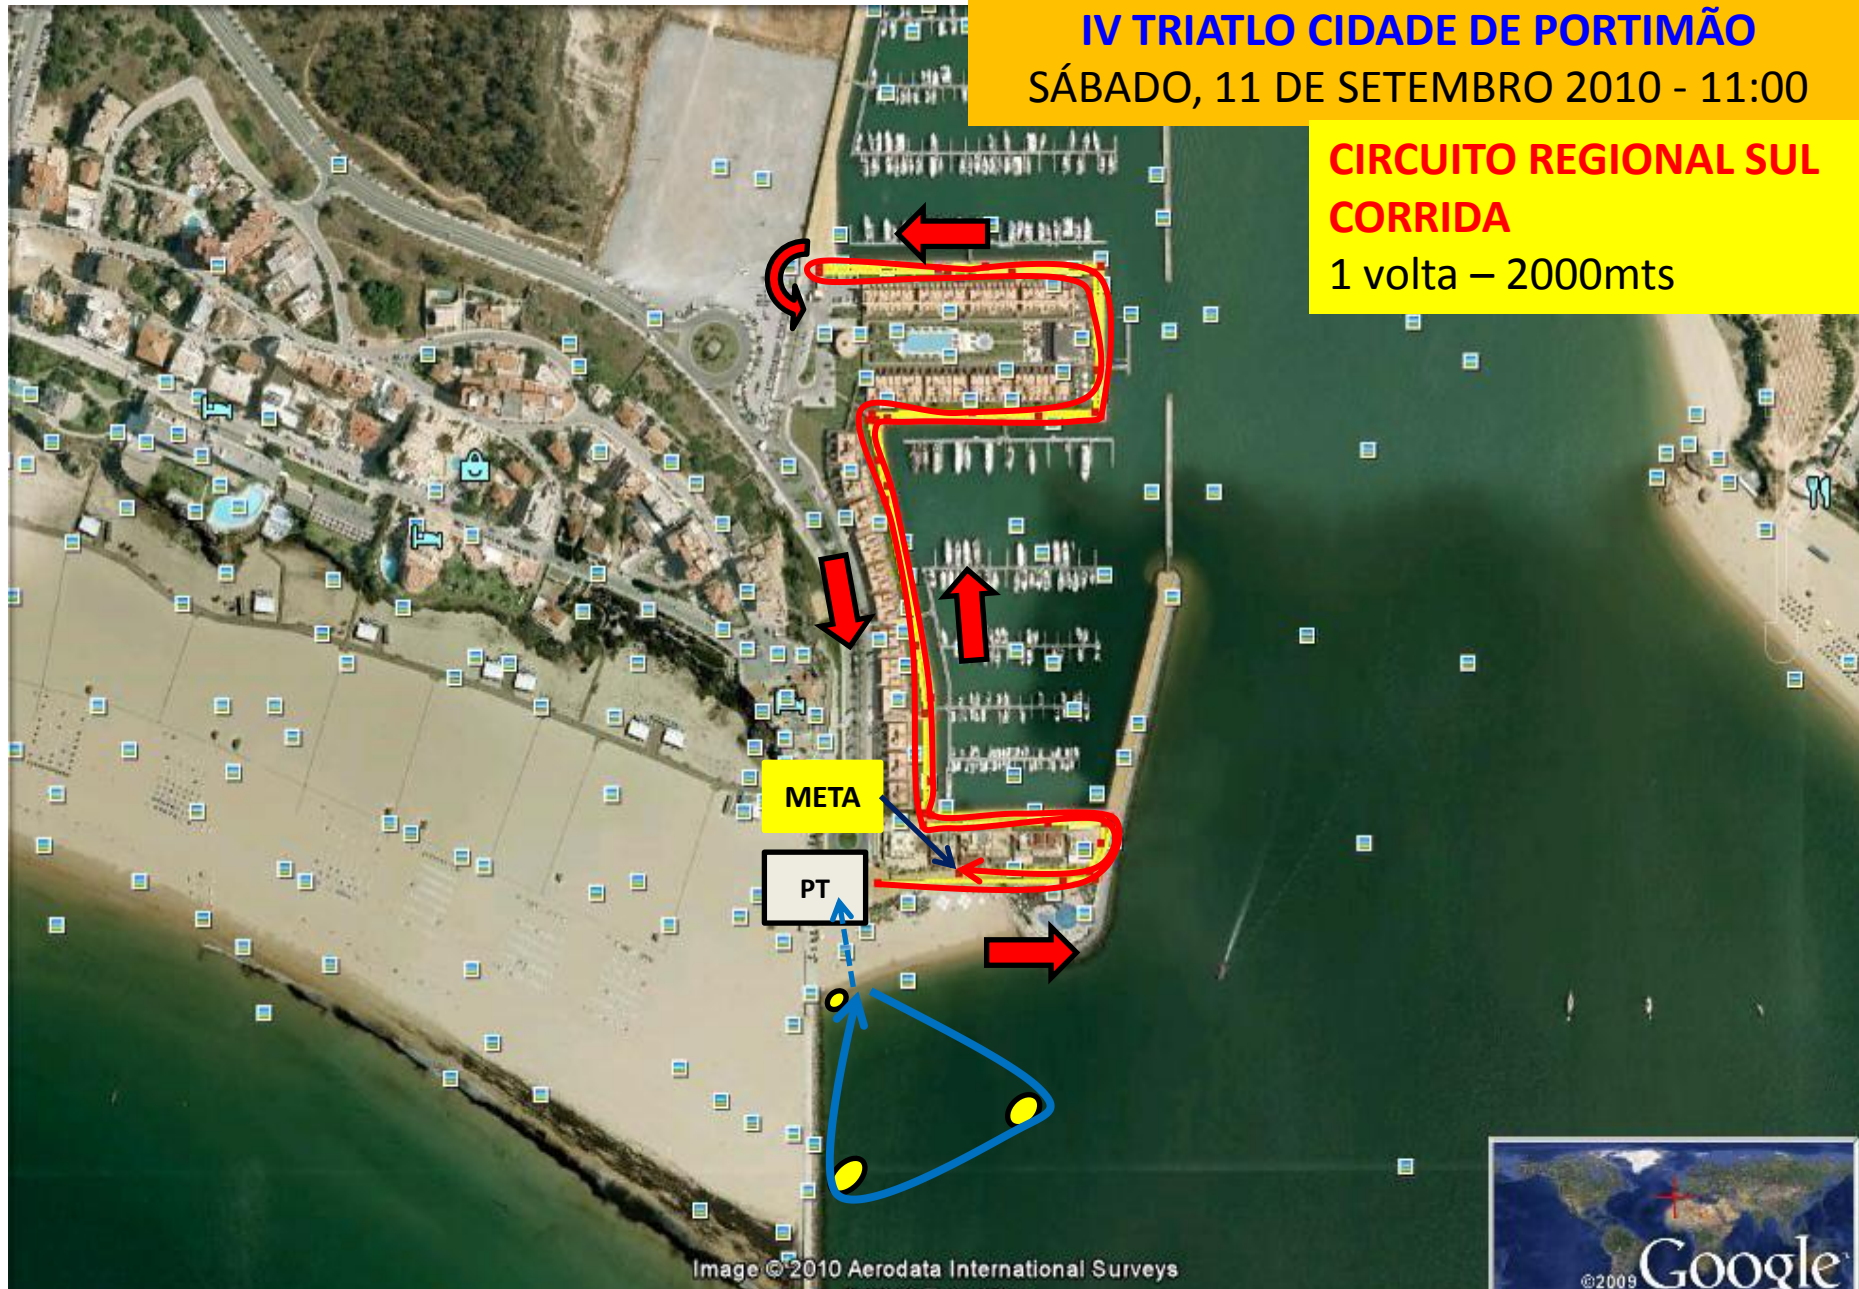 IV TRIATLO CIDADE DE PORTIMÃO
SÁBADO, 11 DE SETEMBRO 2010 - 11:00
CIRCUITO REGIONAL SUL
CORRIDA
1 volta – 2000mts
META
PT
Image © 2010 Aerodata International Surveys
©2009 Google